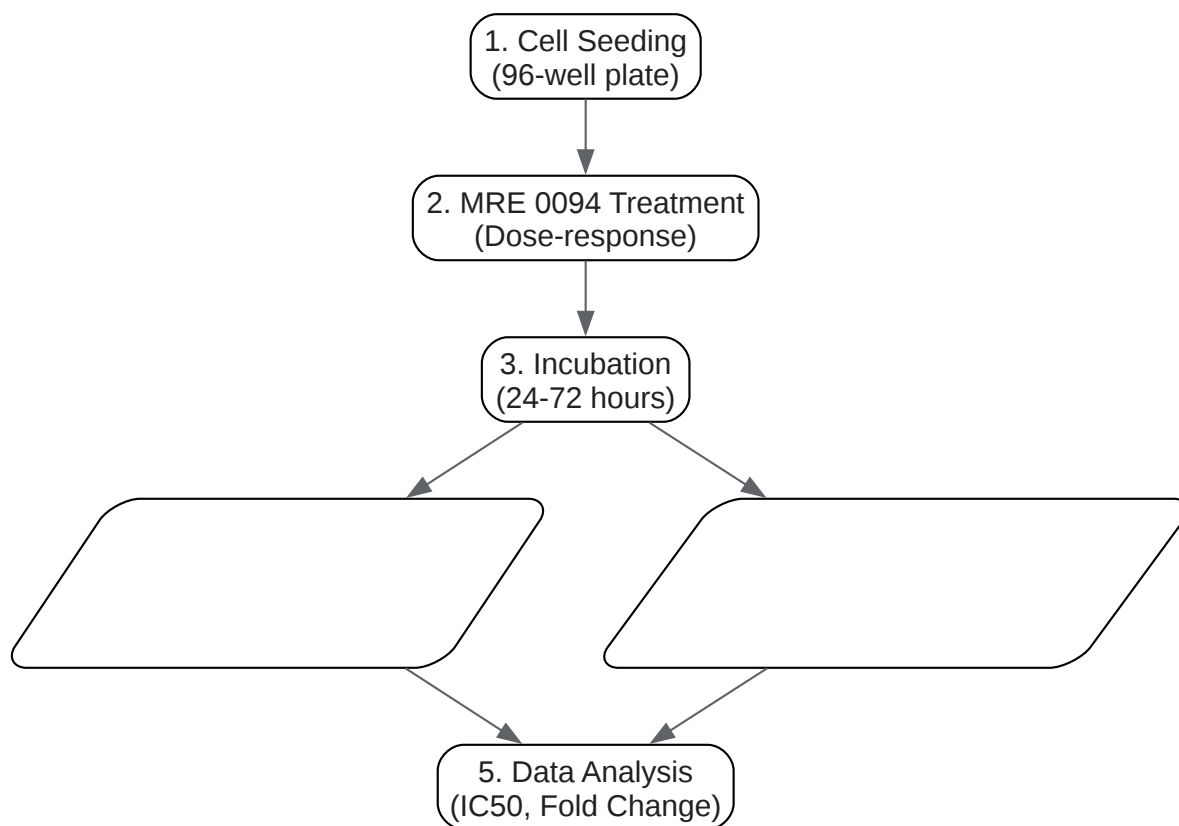 1. Cell Seeding
(96-well plate)
2. MRE 0094 Treatment
(Dose-response)
3. Incubation
(24-72 hours)
5. Data Analysis
(IC50, Fold Change)